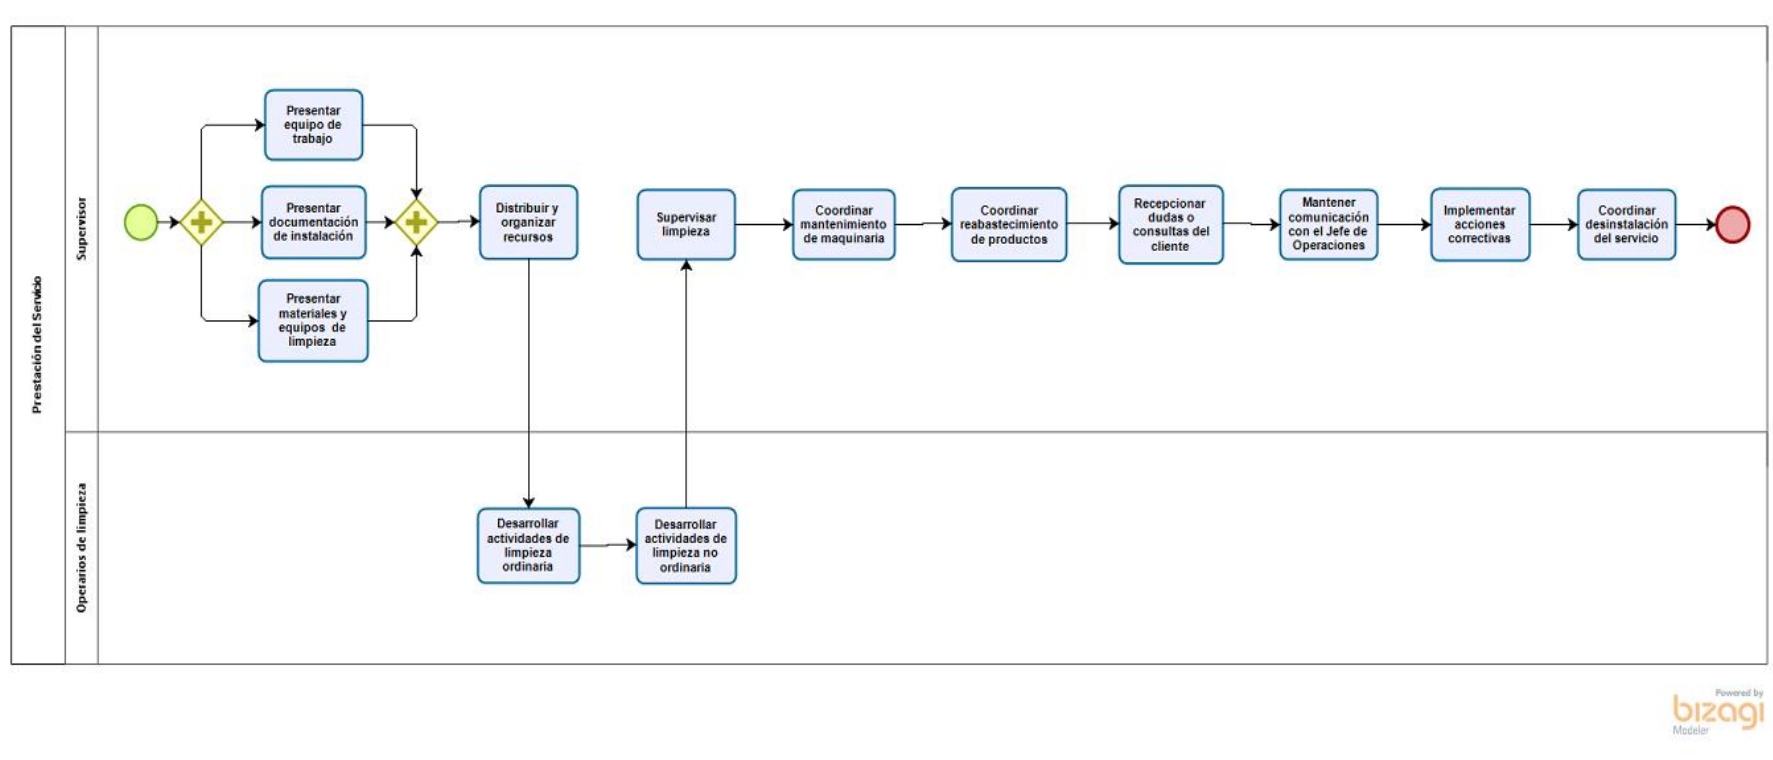 Prestación del Servicio
Supervisor
Presentar
equipo de
trabajo
Presentar
documentación
de instalación
Presentar
materiales y
equipos de
limpieza
Distribuir y
organizar
recursos
Supervisar
limpieza
Coordinar
mantenimiento
de maquinaria
Coordinar
reabastecimiento
de productos
Recepcionar
dudas o
consultas del
cliente
Mantener
comunicación
con el Jefe de
Operaciones
Implementar
acciones
correctivas
Coordinar
desinstalación
del servicio
Operarios de limpieza
Desarrollar
actividades de
limpieza
ordinaria
Desarrollar
actividades de
limpieza no
ordinaria
Powered by
bizagi
Modeler